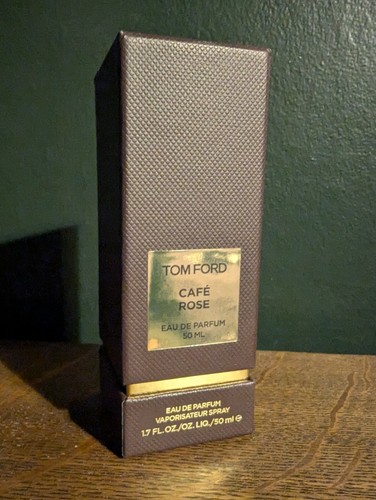 TOM FORD
CAFÉ
ROSE
EAU DE PARFUM
50 ML
EAU DE PARFUM
VAPORISATEUR SPRAY
1.7 FL. OZ./OZ. LIQ./50 ml ℮